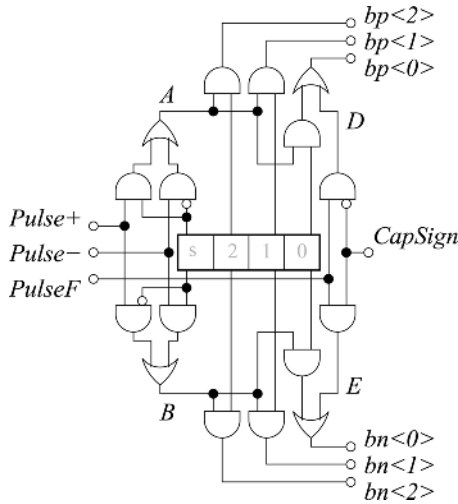 bp<2>
bp<1>
bp<0>
A
D
Pulse+
Pulse−
PulseF
s 2 1 0
CapSign
B
E
bn<0>
bn<1>
bn<2>